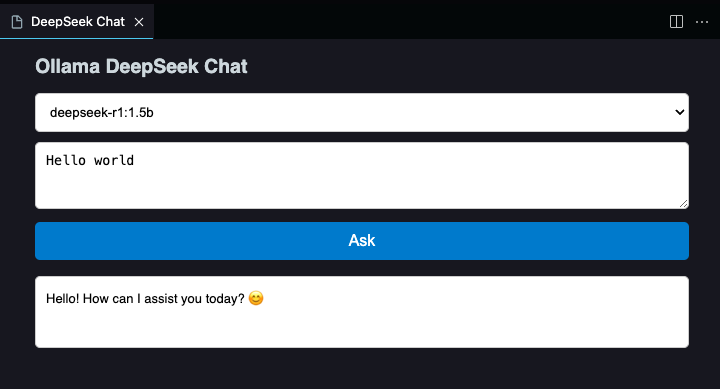 DeepSeek Chat
Ollama DeepSeek Chat
deepseek-r1:1.5b
Hello world
Ask
Hello! How can I assist you today? 😊